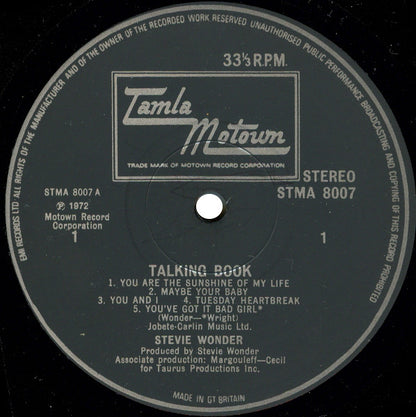 EMI RECORDS LTD ALL RIGHTS OF THE MANUFACTURER AND OF THE OWNER OF THE RECORDED WORK RESERVED UNAUTHORISED PUBLIC PERFORMANCE BROADCASTING AND COPYING OF THIS RECORD PROHIBITED
33⅓ R.P.M.
Tamla
Motown
TRADE MARK OF MOTOWN RECORD CORPORATION
STEREO
STMA 8007
STMA 8007 A
℗ 1972
Motown Record
Corporation
1
1
TALKING BOOK
1. YOU ARE THE SUNSHINE OF MY LIFE
2. MAYBE YOUR BABY
3. YOU AND I 4. TUESDAY HEARTBREAK
5. YOU'VE GOT IT BAD GIRL*
(Wonder—*Wright)
Jobete-Carlin Music Ltd.
STEVIE WONDER
Produced by Stevie Wonder
Associate production: Margouleff—Cecil
for Taurus Productions Inc.
MADE IN GT BRITAIN